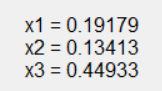 x1 = 0.19179
x2 = 0.13413
x3 = 0.44933